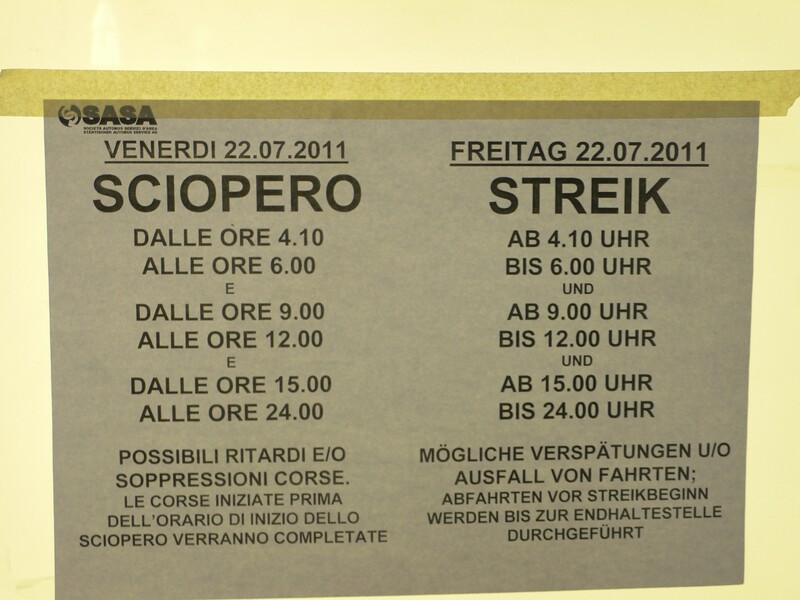 SASA
SOCIETÀ AUTOBUS SERVIZI D'AREA
STÄDTISCHER AUTOBUS SERVICE AG
VENERDI 22.07.2011
SCIOPERO
DALLE ORE 4.10
ALLE ORE 6.00
E
DALLE ORE 9.00
ALLE ORE 12.00
E
DALLE ORE 15.00
ALLE ORE 24.00
POSSIBILI RITARDI E/O
SOPPRESSIONI CORSE.
LE CORSE INIZIATE PRIMA
DELL'ORARIO DI INIZIO DELLO
SCIOPERO VERRANNO COMPLETATE
FREITAG 22.07.2011
STREIK
AB 4.10 UHR
BIS 6.00 UHR
UND
AB 9.00 UHR
BIS 12.00 UHR
UND
AB 15.00 UHR
BIS 24.00 UHR
MÖGLICHE VERSPÄTUNGEN U/O
AUSFALL VON FAHRTEN;
ABFAHRTEN VOR STREIKBEGINN
WERDEN BIS ZUR ENDHALTESTELLE
DURCHGEFÜHRT